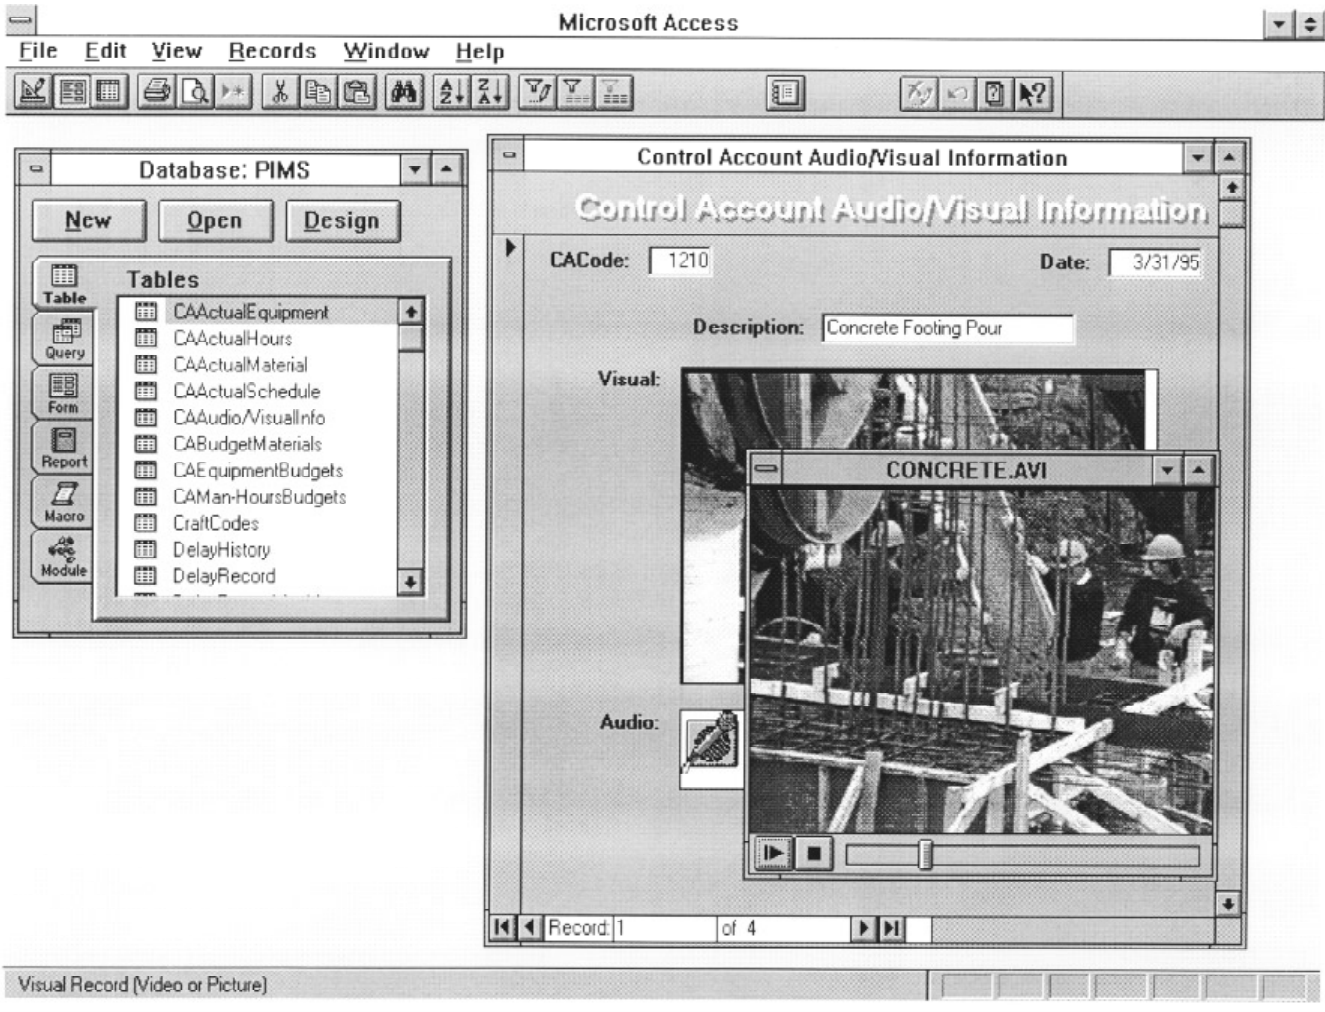 Microsoft Access
File Edit View Records Window Help
Database: PIMS
New Open Design
Table
Query
Form
Report
Macro
Module
Tables
CAActualEquipment
CAActualHours
CAActualMaterial
CAActualSchedule
CAAudio/VisualInfo
CABudgetMaterials
CAEquipmentBudgets
CAMan-HoursBudgets
CraftCodes
DelayHistory
DelayRecord
Control Account Audio/Visual Information
Control Account Audio/Visual Information
CACode: 1210 Date: 3/31/95
Description: Concrete Footing Pour
Visual:
CONCRETE.AVI
Audio:
Record: 1 of 4
Visual Record (Video or Picture)